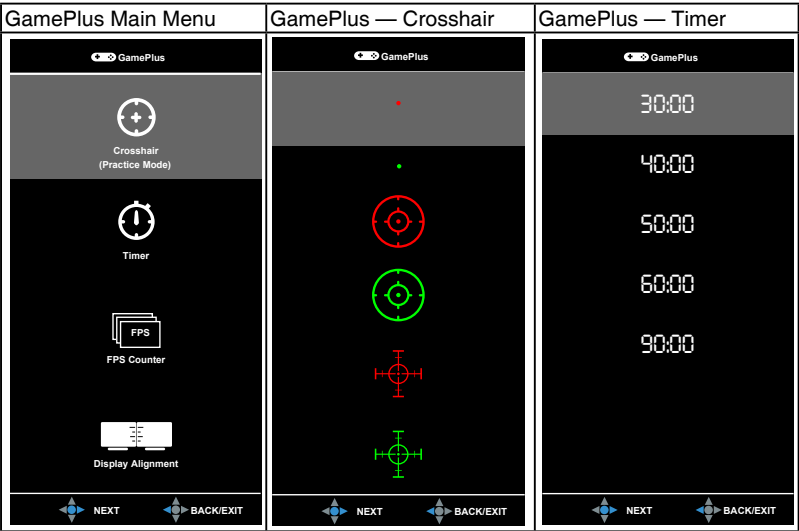 GamePlus Main Menu
GamePlus — Crosshair
GamePlus — Timer
GamePlus
Crosshair
(Practice Mode)
Timer
FPS
FPS Counter
Display Alignment
NEXT
BACK/EXIT
GamePlus
NEXT
BACK/EXIT
GamePlus
30:00
40:00
50:00
60:00
90:00
NEXT
BACK/EXIT